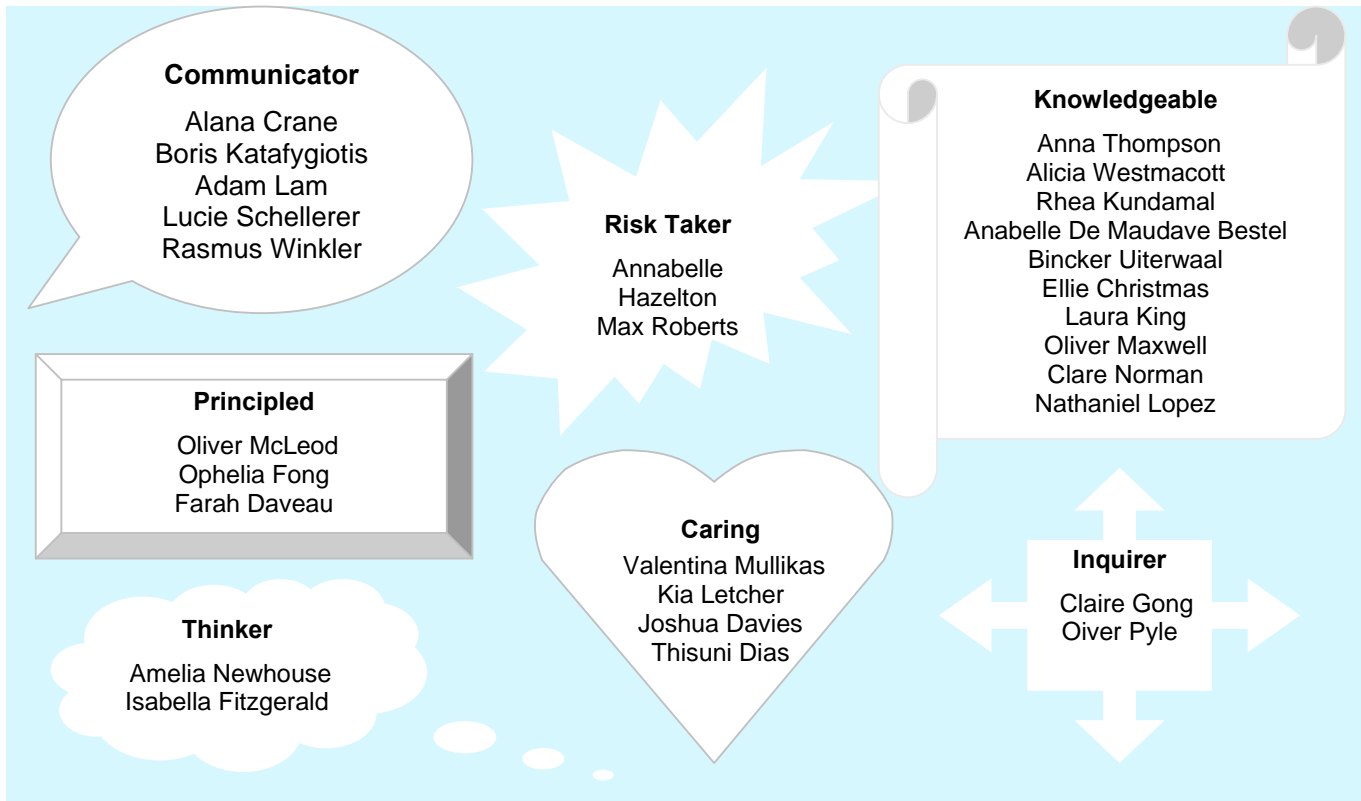 Communicator
Alana Crane
Boris Katafygiotis
Adam Lam
Lucie Schellerer
Rasmus Winkler
Risk Taker
Annabelle
Hazelton
Max Roberts
Knowledgeable
Anna Thompson
Alicia Westmacott
Rhea Kundamal
Anabelle De Maudave Bestel
Bincker Uiterwaal
Ellie Christmas
Laura King
Oliver Maxwell
Clare Norman
Nathaniel Lopez
Principled
Oliver McLeod
Ophelia Fong
Farah Daveau
Caring
Valentina Mullikas
Kia Letcher
Joshua Davies
Thisuni Dias
Inquirer
Claire Gong
Oiver Pyle
Thinker
Amelia Newhouse
Isabella Fitzgerald